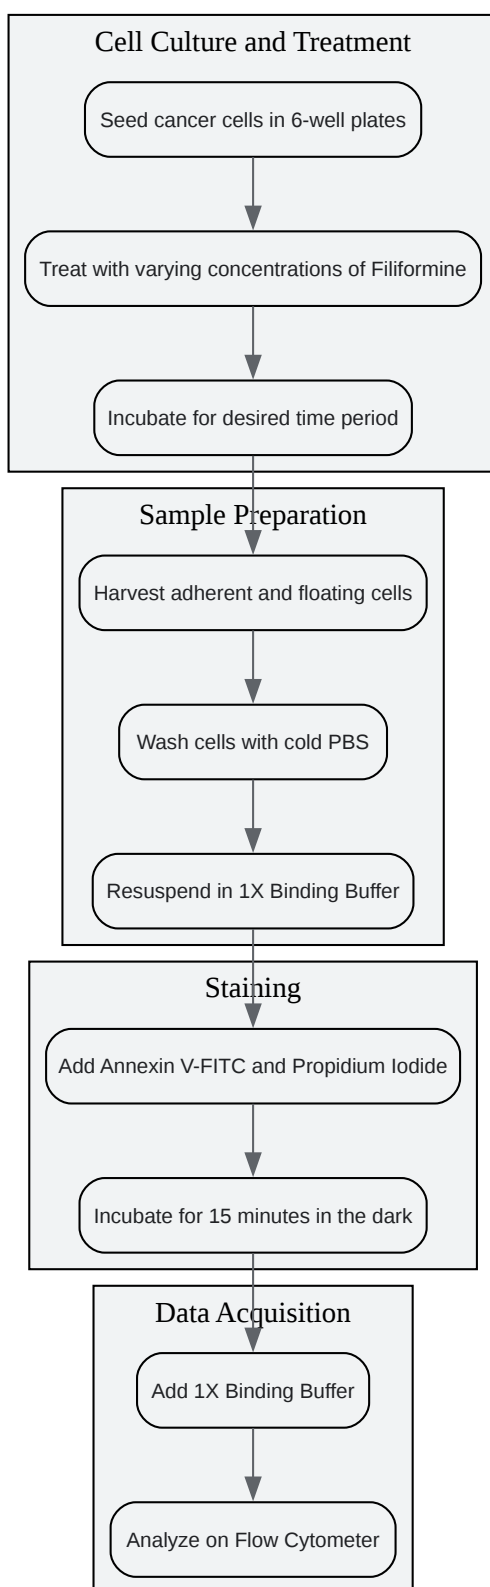 Cell Culture and Treatment
Seed cancer cells in 6-well plates
Treat with varying concentrations of Filiformine
Incubate for desired time period
Sample Preparation
Harvest adherent and floating cells
Wash cells with cold PBS
Resuspend in 1X Binding Buffer
Staining
Add Annexin V-FITC and Propidium Iodide
Incubate for 15 minutes in the dark
Data Acquisition
Add 1X Binding Buffer
Analyze on Flow Cytometer